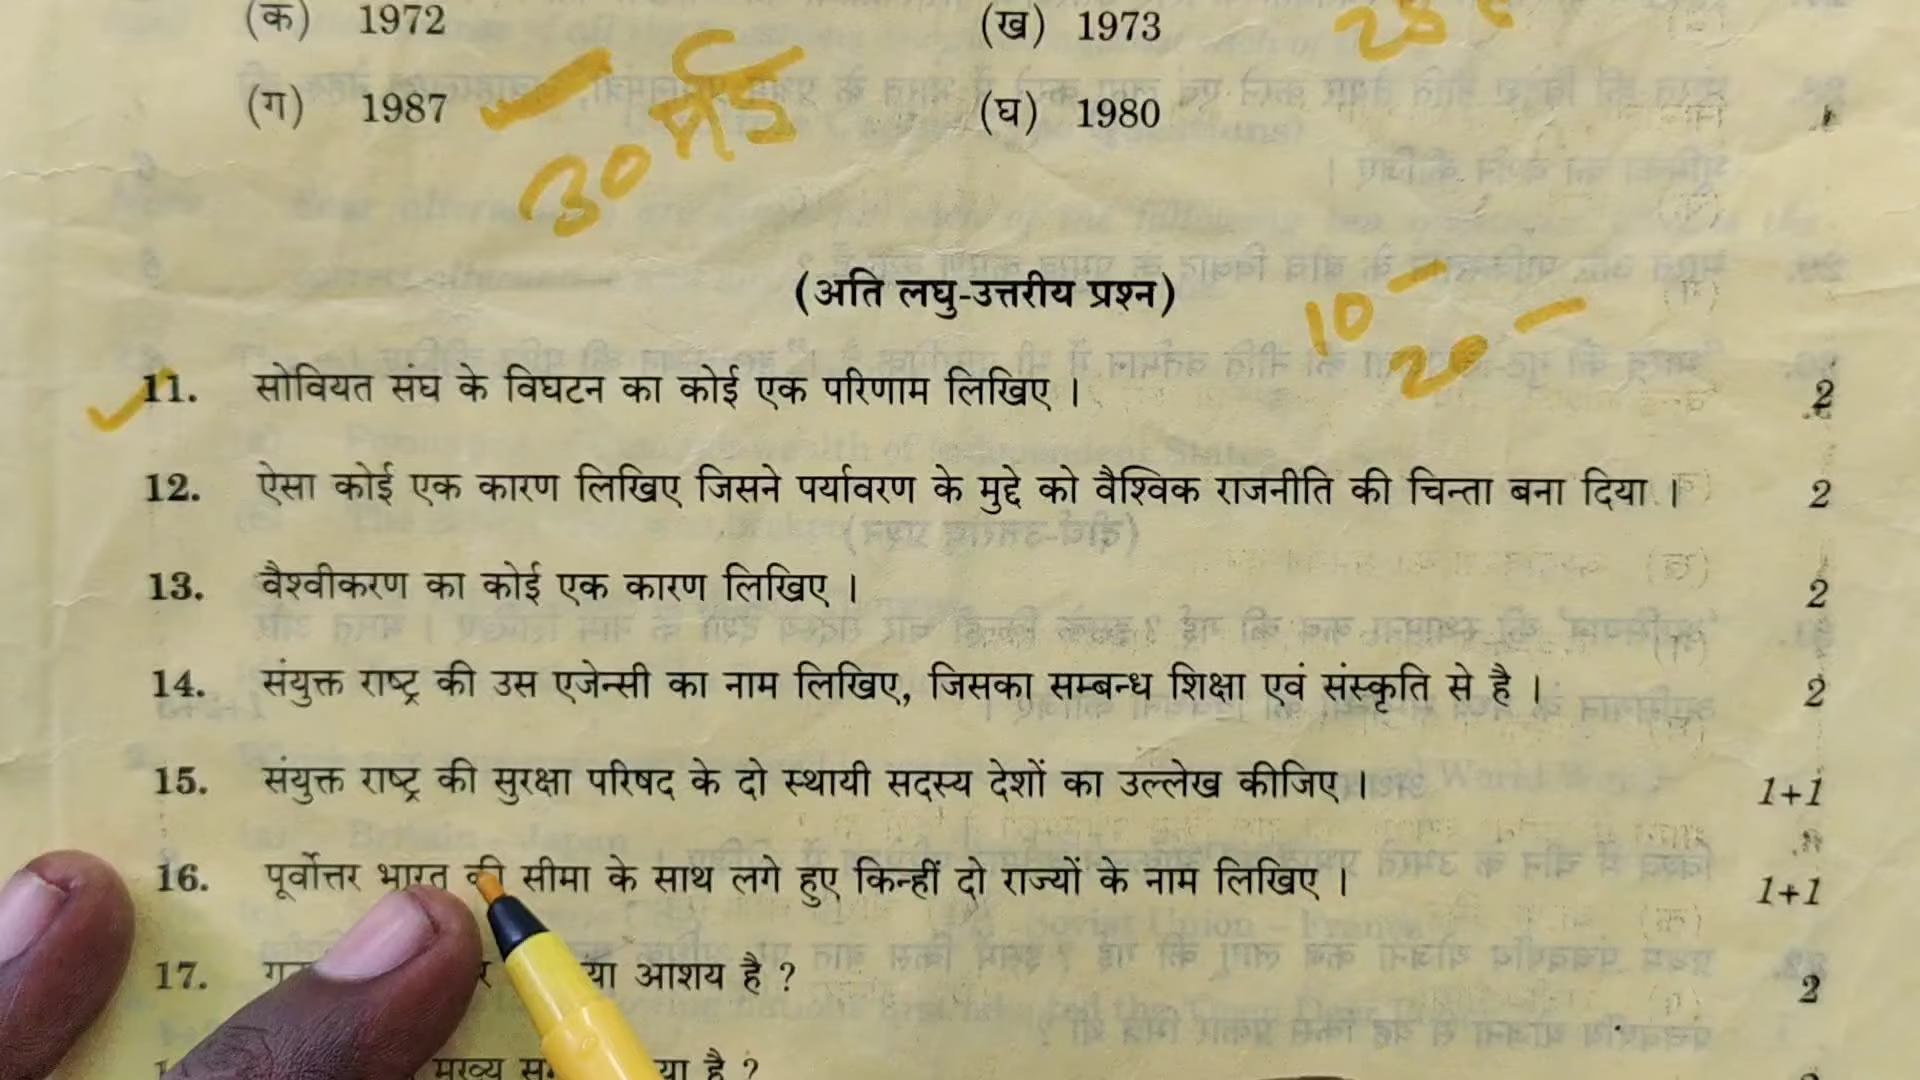 (क) 1972 (ख) 1973
(ग) 1987 (घ) 1980
30 मई
(अति लघु-उत्तरीय प्रश्न)
10
20
11. सोवियत संघ के विघटन का कोई एक परिणाम लिखिए । 2
12. ऐसा कोई एक कारण लिखिए जिसने पर्यावरण के मुद्दे को वैश्विक राजनीति की चिन्ता बना दिया । 2
13. वैश्वीकरण का कोई एक कारण लिखिए । 2
14. संयुक्त राष्ट्र की उस एजेन्सी का नाम लिखिए, जिसका सम्बन्ध शिक्षा एवं संस्कृति से है । 2
15. संयुक्त राष्ट्र की सुरक्षा परिषद के दो स्थायी सदस्य देशों का उल्लेख कीजिए । 1+1
16. पूर्वोत्तर भारत की सीमा के साथ लगे हुए किन्हीं दो राज्यों के नाम लिखिए । 1+1
17. आशय है ? 2
मुख्य है ?